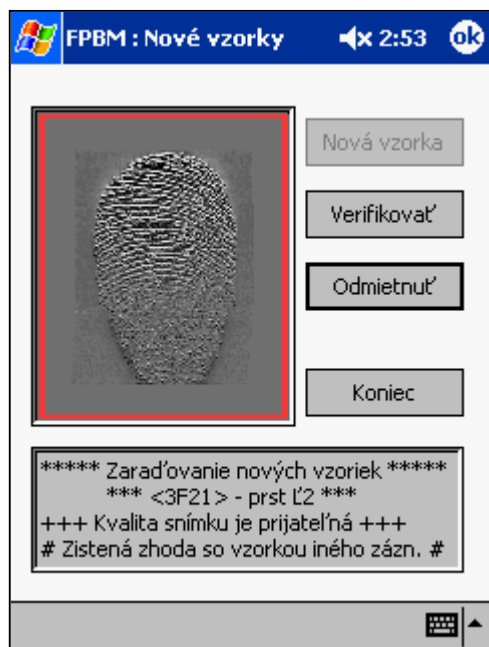 FPBM : Nové vzorky 2:53 ok
Nová vzorka
Verifikovať
Odmietnuť
Koniec
***** Zaraďovanie nových vzoriek *****
*** <3F21> - prst Ľ2 ***
+++ Kvalita snímku je prijateľná +++
# Zistená zhoda so vzorkou iného zázn. #